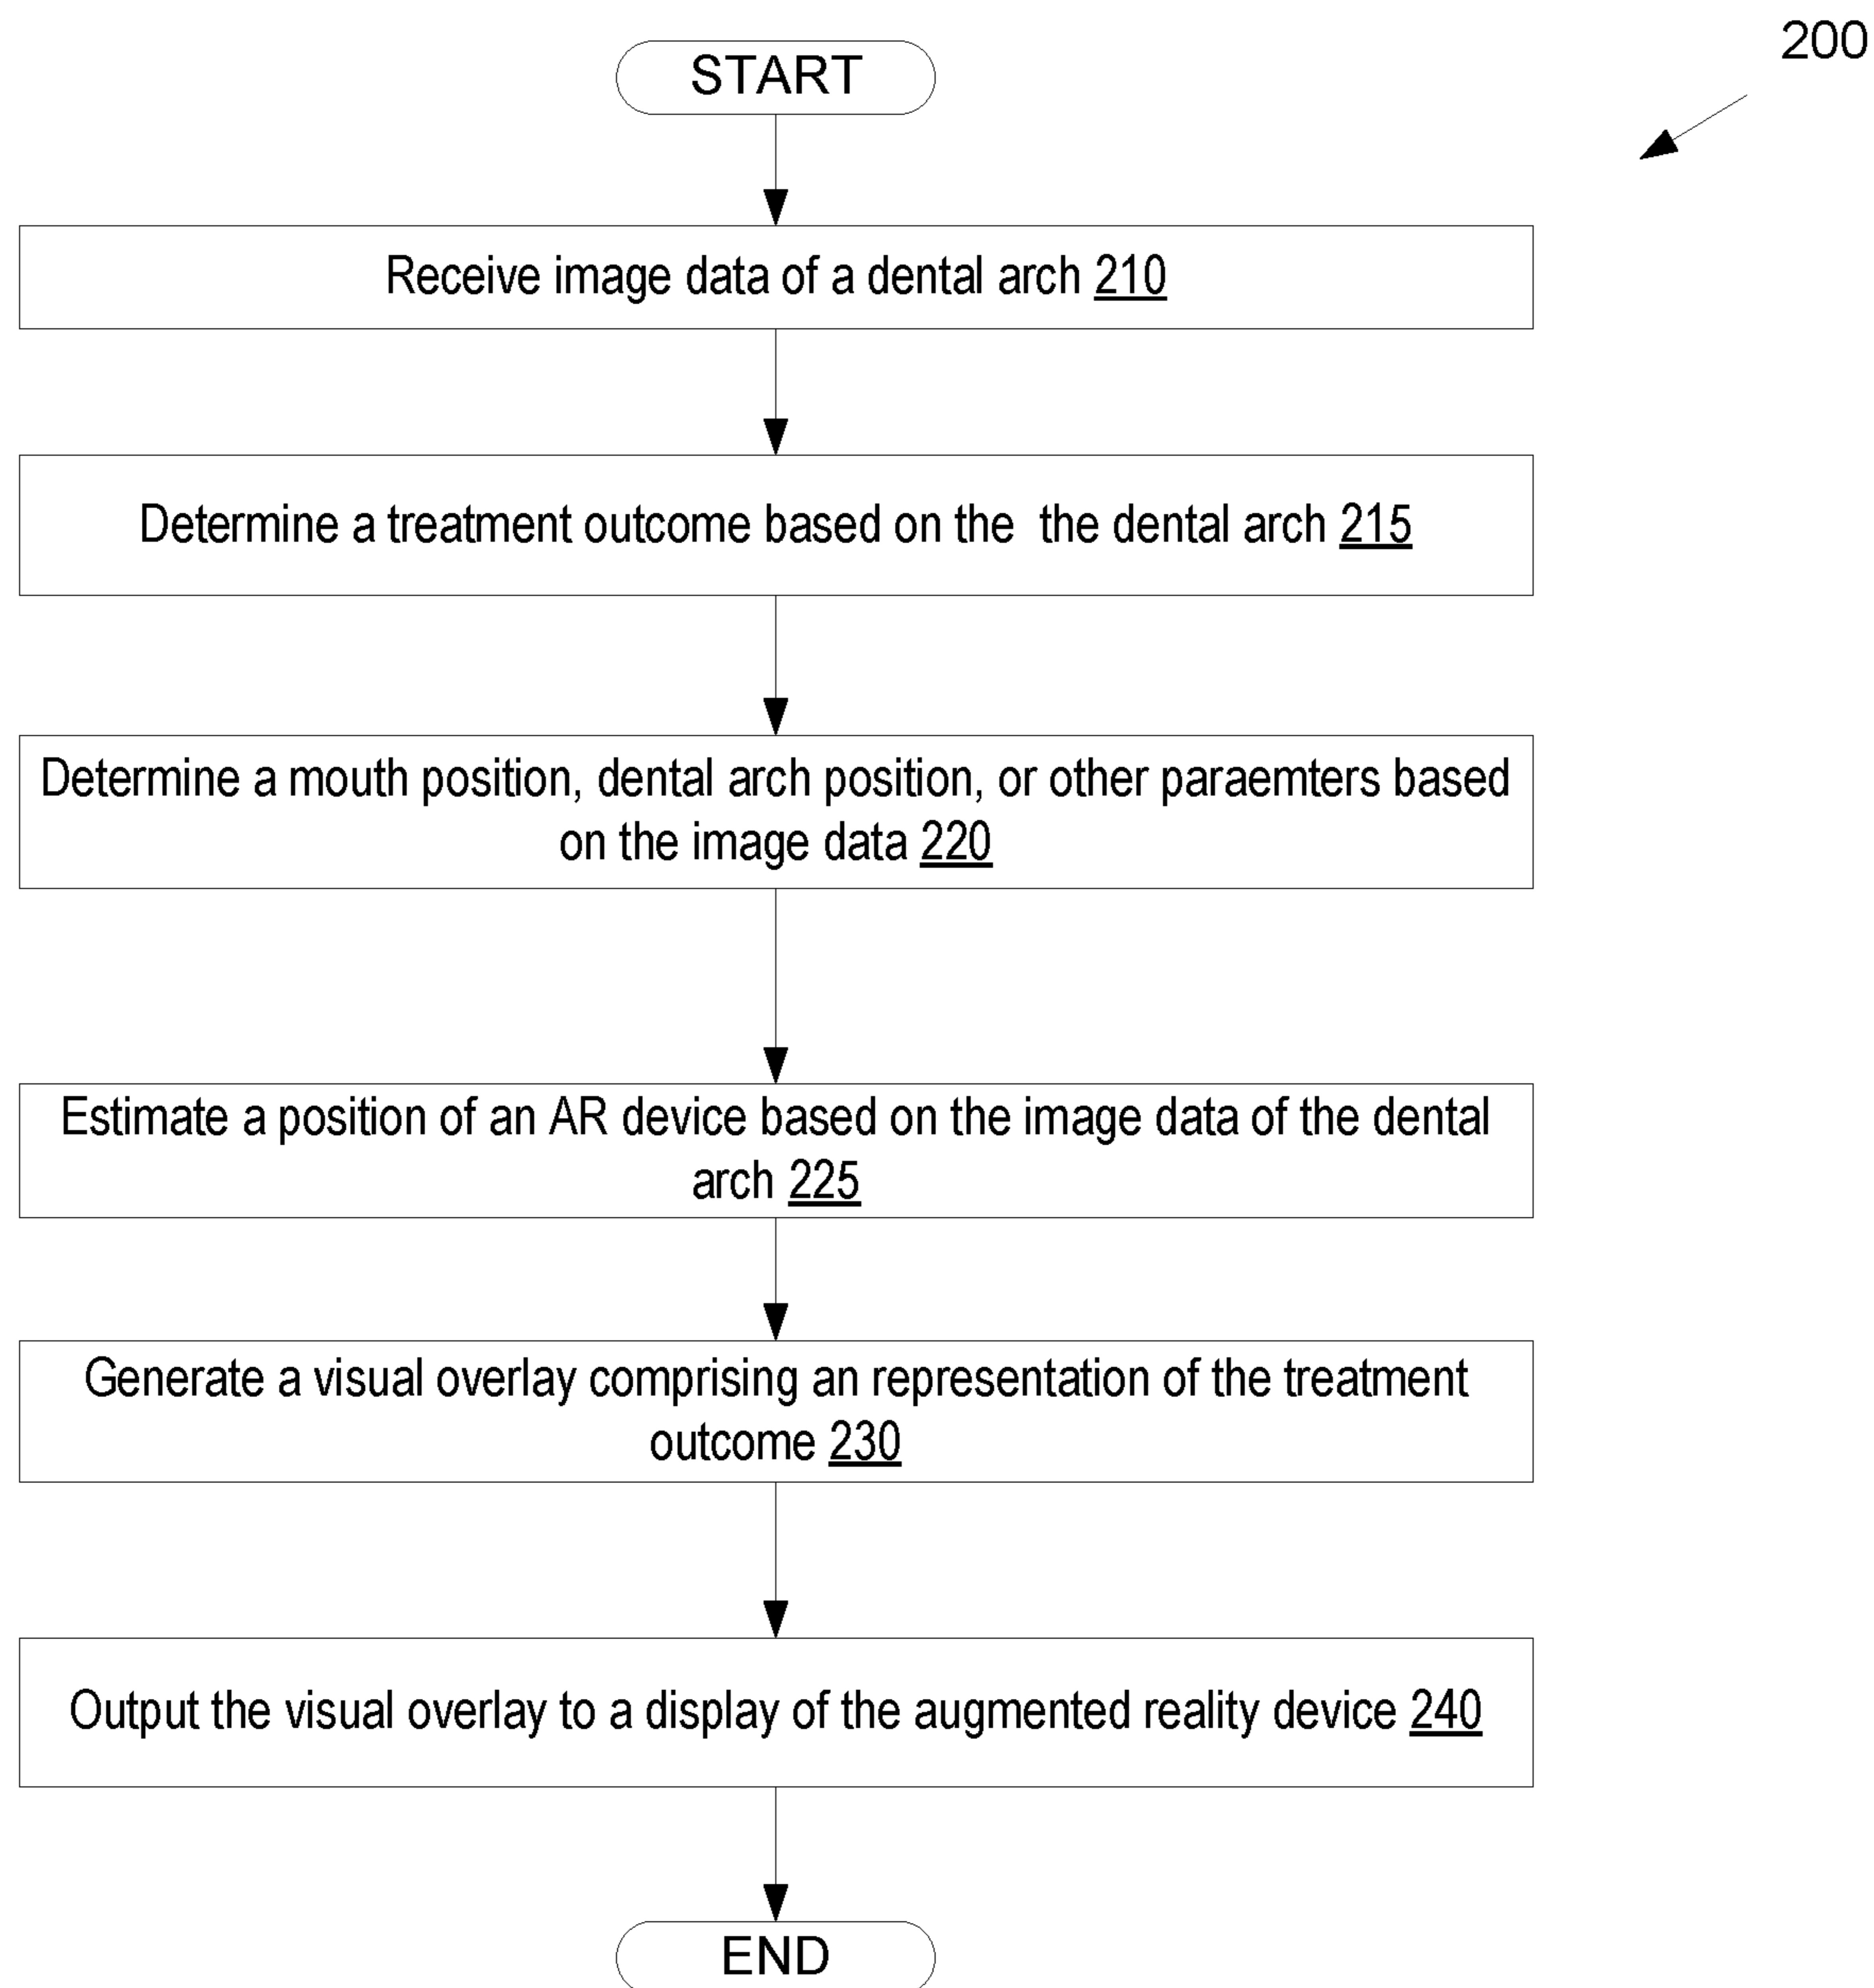 200
START
Receive image data of a dental arch 210
Determine a treatment outcome based on the  the dental arch 215
Determine a mouth position, dental arch position, or other paraemters based
on the image data 220
Estimate a position of an AR device based on the image data of the dental
arch 225
Generate a visual overlay comprising an representation of the treatment
outcome 230
Output the visual overlay to a display of the augmented reality device 240
END